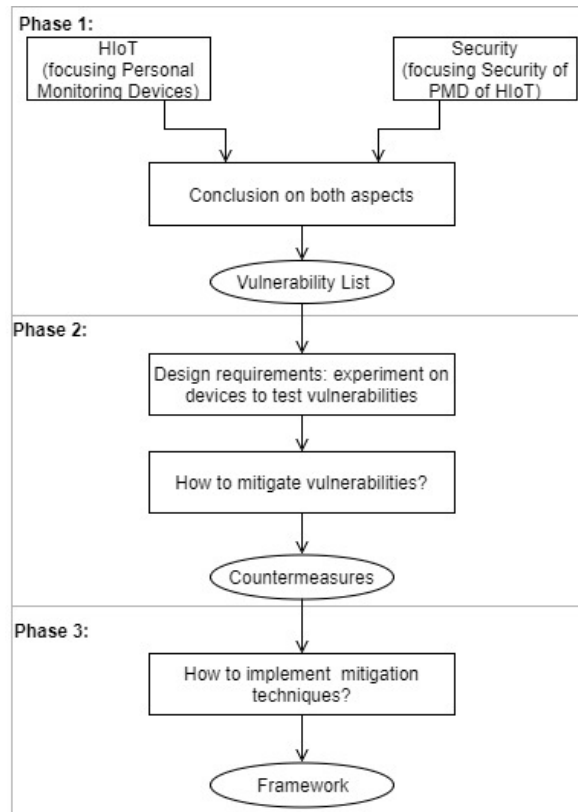 Phase 1:
HIoT
(focusing Personal
Monitoring Devices)
Security
(focusing Security of
PMD of HIoT)
Conclusion on both aspects
Vulnerability List
Phase 2:
Design requirements: experiment on
devices to test vulnerabilities
How to mitigate vulnerabilities?
Countermeasures
Phase 3:
How to implement mitigation
techniques?
Framework